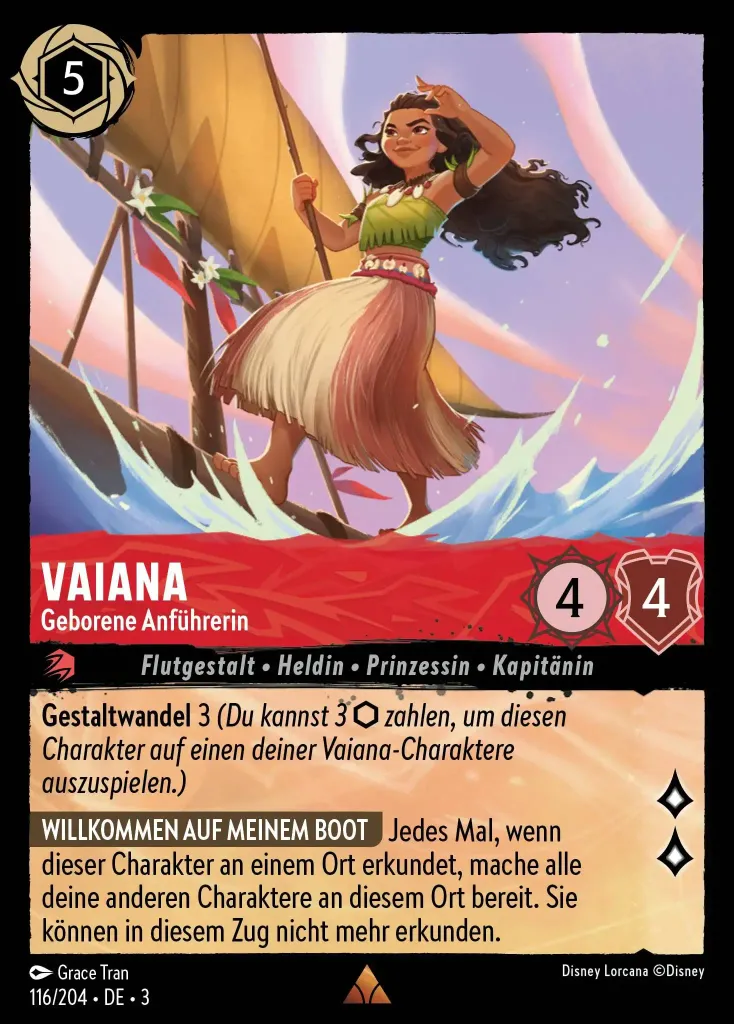 5
VAIANA
Geborene Anführerin
4
4
Flutgestalt • Heldin • Prinzessin • Kapitänin
Gestaltwandel 3 (Du kannst 3 ⬡ zahlen, um diesen
Charakter auf einen deiner Vaiana-Charaktere
auszuspielen.)
WILLKOMMEN AUF MEINEM BOOT Jedes Mal, wenn
dieser Charakter an einem Ort erkundet, mache alle
deine anderen Charaktere an diesem Ort bereit. Sie
können in diesem Zug nicht mehr erkunden.
Grace Tran
Disney Lorcana ©Disney
116/204 • DE • 3